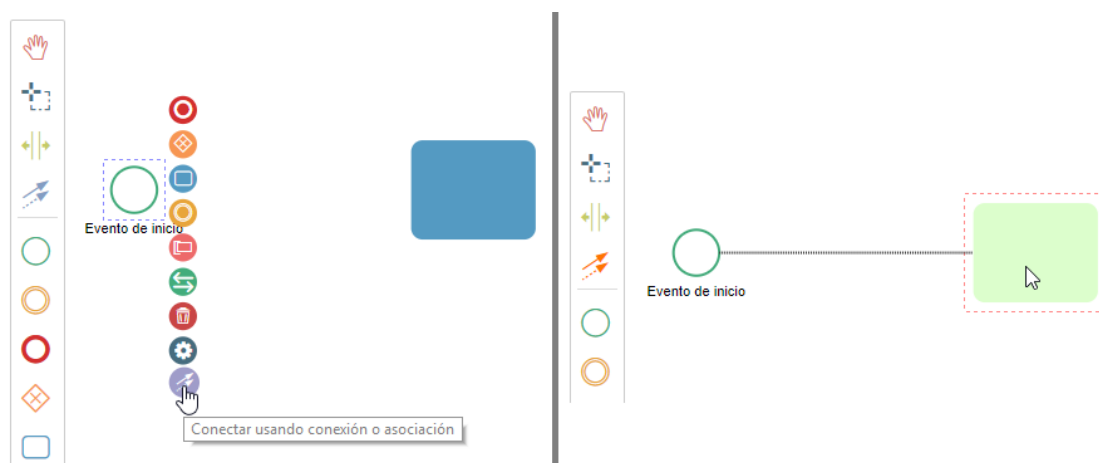 Evento de inicio
Conectar usando conexión o asociación
Evento de inicio